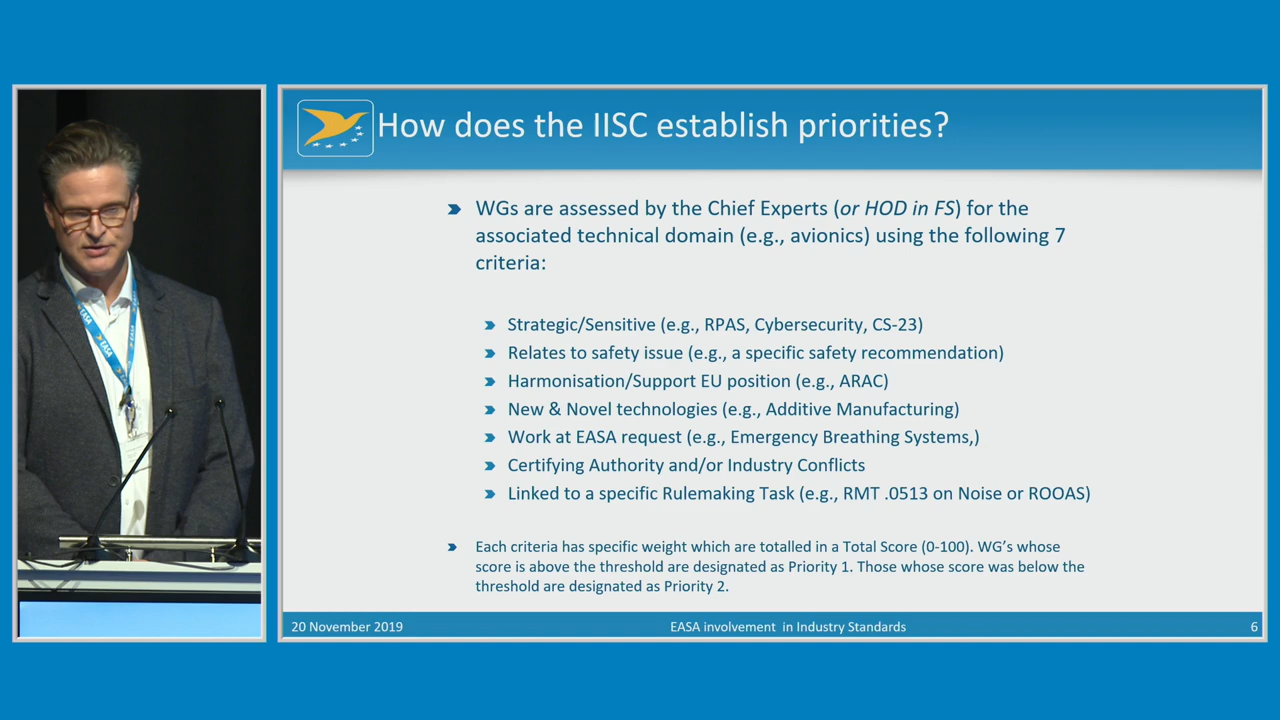 How does the IISC establish priorities?
WGs are assessed by the Chief Experts (or HOD in FS) for the
associated technical domain (e.g., avionics) using the following 7
criteria:
Strategic/Sensitive (e.g., RPAS, Cybersecurity, CS-23)
Relates to safety issue (e.g., a specific safety recommendation)
Harmonisation/Support EU position (e.g., ARAC)
New & Novel technologies (e.g., Additive Manufacturing)
Work at EASA request (e.g., Emergency Breathing Systems,)
Certifying Authority and/or Industry Conflicts
Linked to a specific Rulemaking Task (e.g., RMT .0513 on Noise or ROOAS)
Each criteria has specific weight which are totalled in a Total Score (0-100). WG’s whose
score is above the threshold are designated as Priority 1. Those whose score was below the
threshold are designated as Priority 2.
20 November 2019
EASA involvement in Industry Standards
6
EASA
EASA